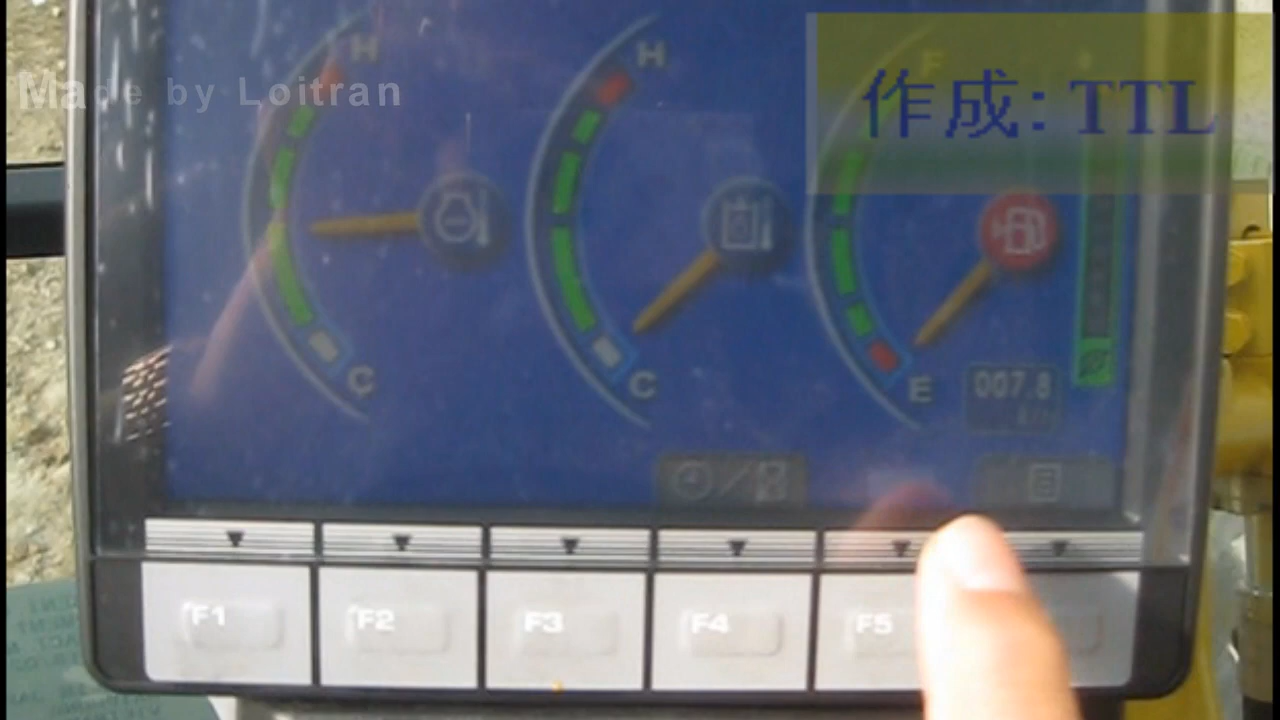 Made by Loitran
作成: TTL
H
H
F
C
C
E
007.8
F1
F2
F3
F4
F5